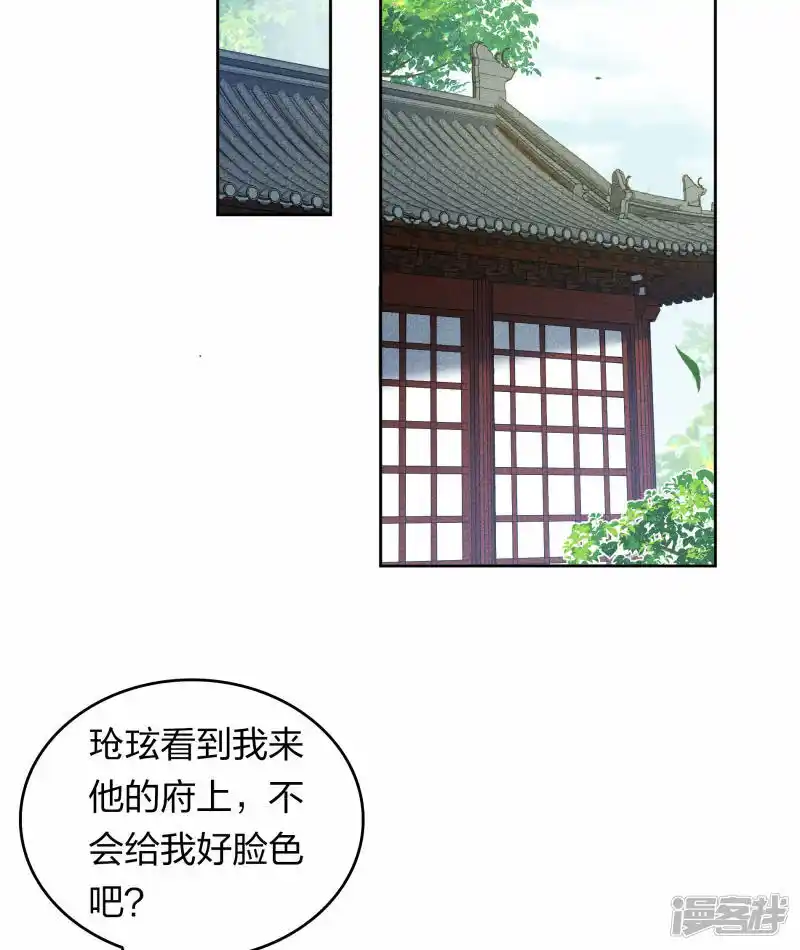 玱玹看到我来
他的府上，不
会给我好脸色
吧？
漫客栈